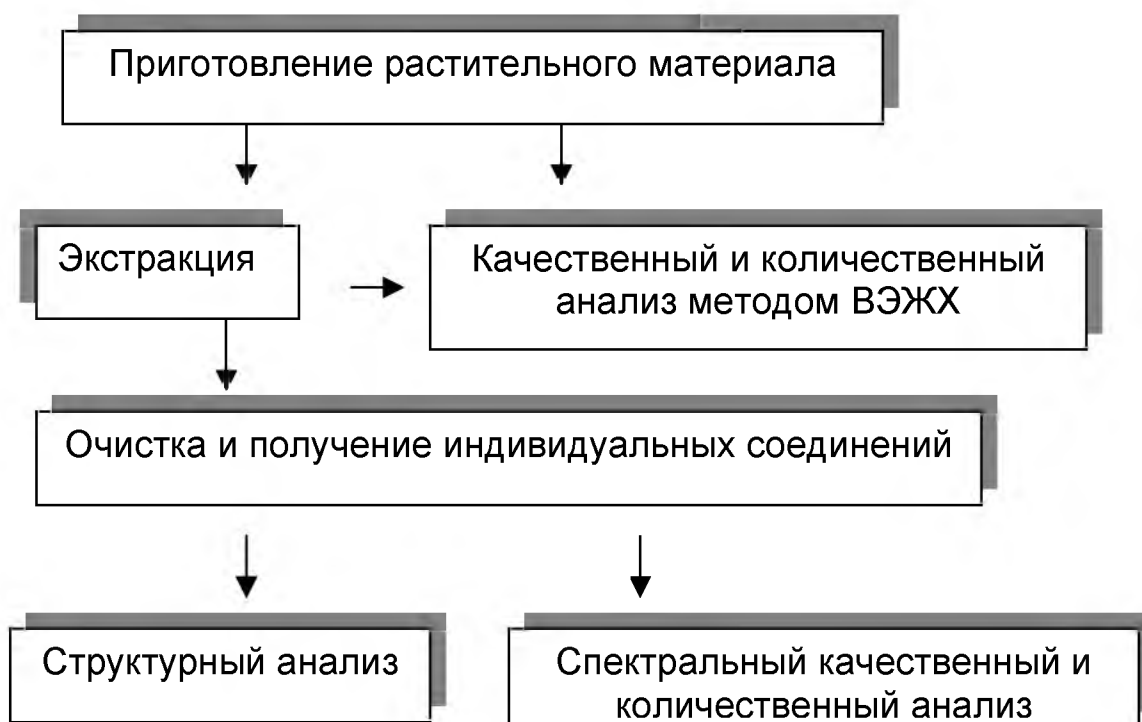 Приготовление растительного материала
Экстракция
Качественный и количественный
анализ методом ВЭЖХ
Очистка и получение индивидуальных соединений
Структурный анализ
Спектральный качественный и
количественный анализ